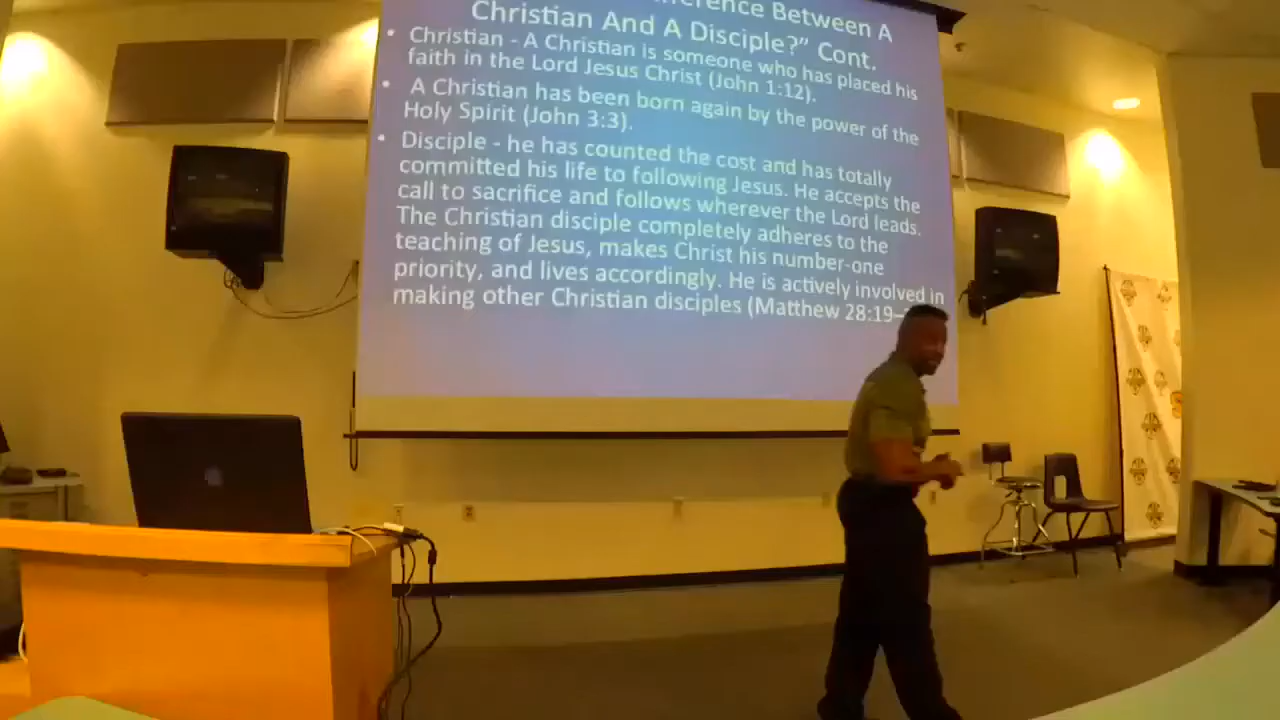 Between A
Christian And A Disciple?” Cont.
• Christian - A Christian is someone who has placed his
faith in the Lord Jesus Christ (John 1:12).
• A Christian has been born again by the power of the
Holy Spirit (John 3:3).
• Disciple - he has counted the cost and has totally
committed his life to following Jesus. He accepts the
call to sacrifice and follows wherever the Lord leads.
The Christian disciple completely adheres to the
teaching of Jesus, makes Christ his number-one
priority, and lives accordingly. He is actively involved in
making other Christian disciples (Matthew 28:19–